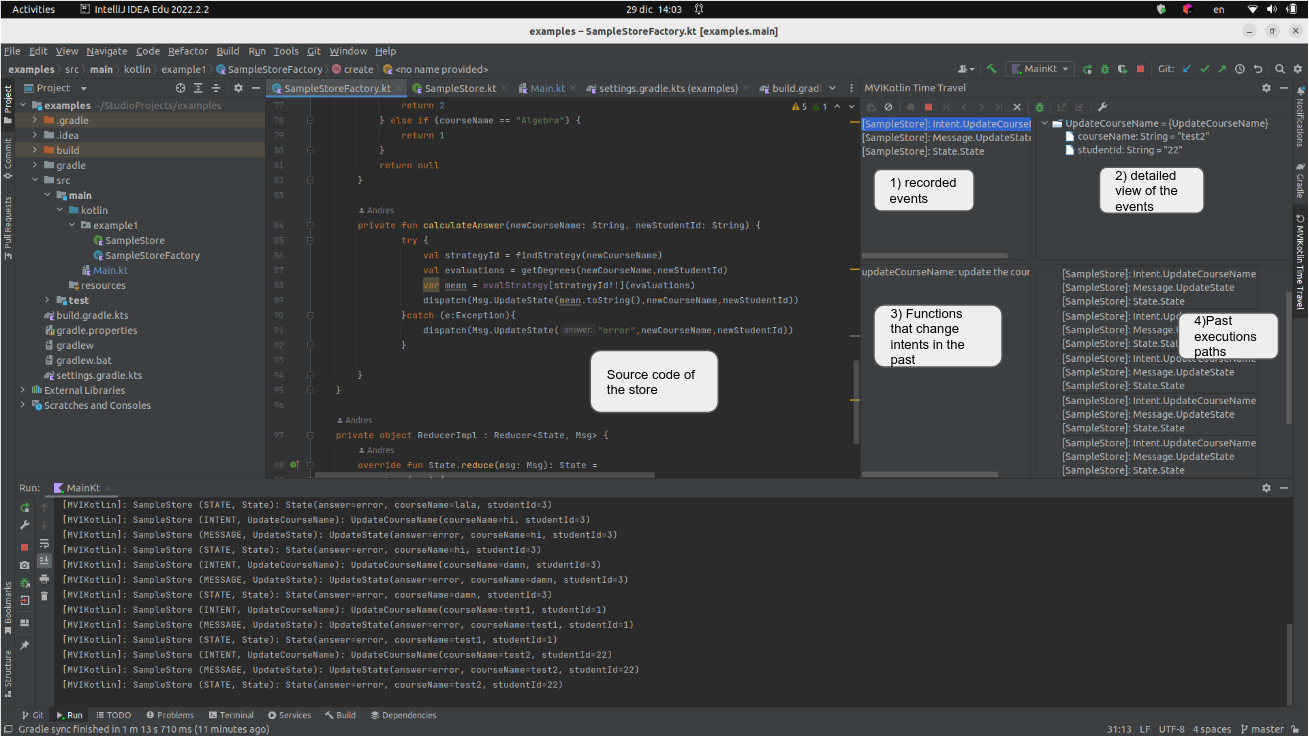 Activities IntelliJ IDEA Edu 2022.2.2 29 dic 14:03 en
examples – SampleStoreFactory.kt [examples.main]
File Edit View Navigate Code Refactor Build Run Tools Git Window Help
examples src main kotlin example1 SampleStoreFactory create <no name provided> MainKt Git:
Project
SampleStoreFactory.kt SampleStore.kt Main.kt settings.gradle.kts (examples) build.gradl
MVIKotlin Time Travel
Project
Commit
Pull Requests
Bookmarks
Structure
examples ~/StudioProjects/examples
.gradle
.idea
build
gradle
src
main
kotlin
example1
SampleStore
SampleStoreFactory
Main.kt
resources
test
build.gradle.kts
gradle.properties
gradlew
gradlew.bat
settings.gradle.kts
External Libraries
Scratches and Consoles
5 1
77 return 2
78 } else if (courseName == "Algebra") {
79 return 1
80 }
81 return null
82 }
83
Andres
84 private fun calculateAnswer(newCourseName: String, newStudentId: String) {
85 try {
86 val strategyId = findStrategy(newCourseName)
87 val evaluations = getDegrees(newCourseName,newStudentId)
88 var mean = evalStrategy[strategyId!!](evaluations)
89 dispatch(Msg.UpdateState(mean.toString(),newCourseName,newStudentId))
90 }catch (e:Exception){
91 dispatch(Msg.UpdateState( answer: "error",newCourseName,newStudentId))
92 }
93
94 }
95 }
96
Andres
97 private object ReducerImpl : Reducer<State, Msg> {
Andres
98 override fun State.reduce(msg: Msg): State =
Source code of
the store
[SampleStore]: Intent.UpdateCourseI
[SampleStore]: Message.UpdateState
[SampleStore]: State.State
1) recorded
events
UpdateCourseName = {UpdateCourseName}
courseName: String = "test2"
studentId: String = "22"
2) detailed
view of the
events
updateCourseName: update the cour
3) Functions
that change
intents in the
past
[SampleStore]: Intent.UpdateCourseName
[SampleStore]: Message.UpdateState
[SampleStore]: State.State
[SampleStore]: Intent.Upd
[SampleStore]: Message.U
[SampleStore]: State.Stat
4)Past
executions
paths
[SampleStore]: Intent.UpdateCourseName
[SampleStore]: Message.UpdateState
[SampleStore]: State.State
[SampleStore]: Intent.UpdateCourseName
[SampleStore]: Message.UpdateState
[SampleStore]: State.State
[SampleStore]: Intent.UpdateCourseName
[SampleStore]: Message.UpdateState
[SampleStore]: State.State
Notifications
Gradle
MVIKotlin Time Travel
Run: MainKt
[MVIKotlin]: SampleStore (STATE, State): State(answer=error, courseName=lala, studentId=3)
[MVIKotlin]: SampleStore (INTENT, UpdateCourseName): UpdateCourseName(courseName=hi, studentId=3)
[MVIKotlin]: SampleStore (MESSAGE, UpdateState): UpdateState(answer=error, courseName=hi, studentId=3)
[MVIKotlin]: SampleStore (STATE, State): State(answer=error, courseName=hi, studentId=3)
[MVIKotlin]: SampleStore (INTENT, UpdateCourseName): UpdateCourseName(courseName=damn, studentId=3)
[MVIKotlin]: SampleStore (MESSAGE, UpdateState): UpdateState(answer=error, courseName=damn, studentId=3)
[MVIKotlin]: SampleStore (STATE, State): State(answer=error, courseName=damn, studentId=3)
[MVIKotlin]: SampleStore (INTENT, UpdateCourseName): UpdateCourseName(courseName=test1, studentId=1)
[MVIKotlin]: SampleStore (MESSAGE, UpdateState): UpdateState(answer=error, courseName=test1, studentId=1)
[MVIKotlin]: SampleStore (STATE, State): State(answer=error, courseName=test1, studentId=1)
[MVIKotlin]: SampleStore (INTENT, UpdateCourseName): UpdateCourseName(courseName=test2, studentId=22)
[MVIKotlin]: SampleStore (MESSAGE, UpdateState): UpdateState(answer=error, courseName=test2, studentId=22)
[MVIKotlin]: SampleStore (STATE, State): State(answer=error, courseName=test2, studentId=22)
Git Run TODO Problems Terminal Services Build Dependencies
Gradle sync finished in 1 m 13 s 710 ms (11 minutes ago) 31:13 LF UTF-8 4 spaces master